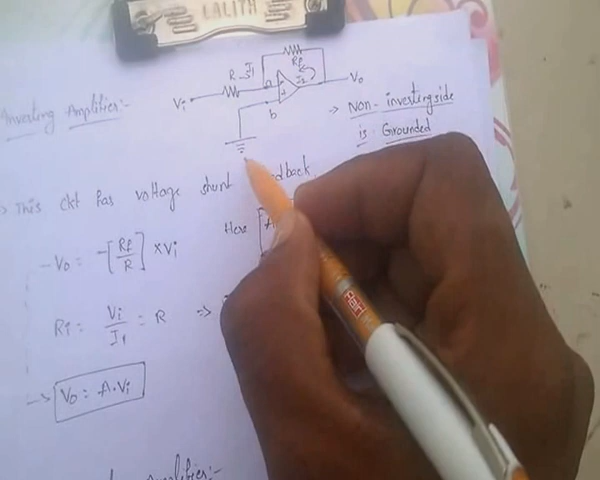 LALITH
Inverting Amplifier:-
R I1
Rf
I2
Vi
Vo
a
b
→ Non-inverting side
is Grounded
→ This ckt has voltage shunt
Here
- Vo = -[Rf/R] × Vi
Ri = Vi/I1 = R ⇒
→ Vo = A.Vi